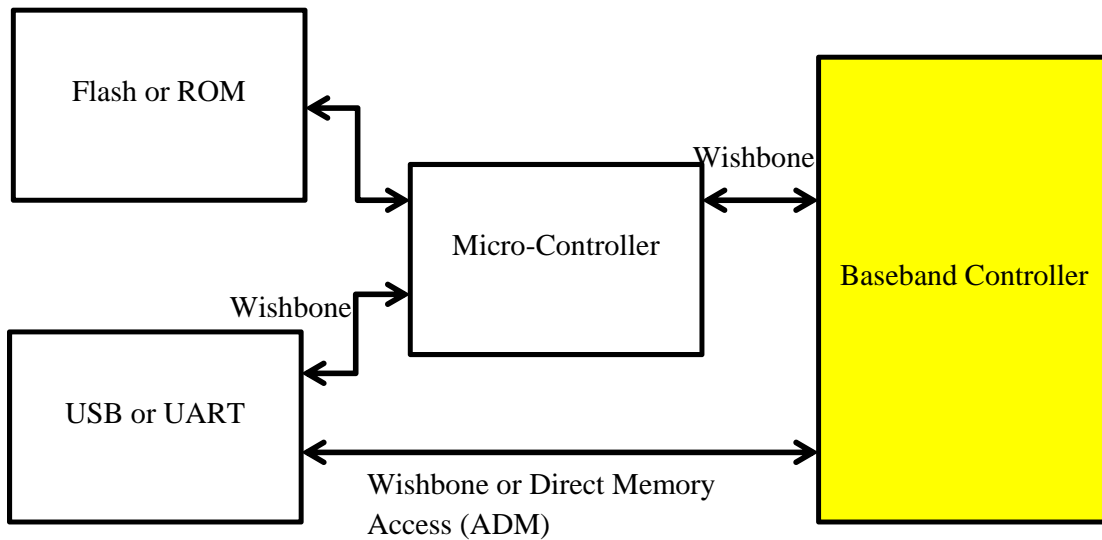 Flash or ROM
Wishbone
Micro-Controller
Baseband Controller
Wishbone
USB or UART
Wishbone or Direct Memory
Access (ADM)